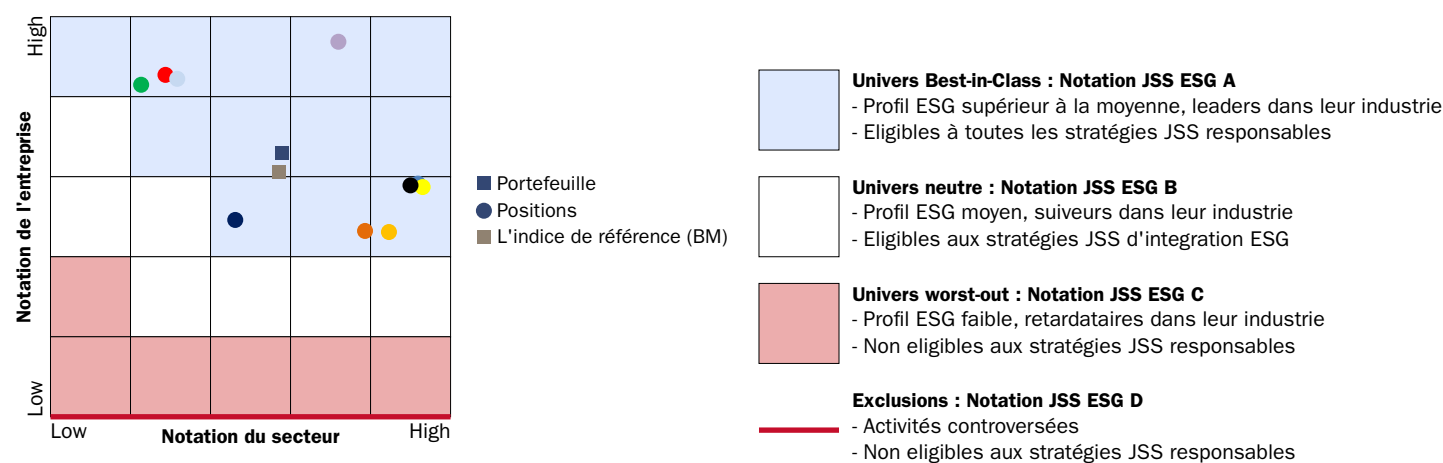 High
Notation de l'entreprise
Low
Low
Notation du secteur
High
Portefeuille
Positions
L'indice de référence (BM)
Univers Best-in-Class : Notation JSS ESG A
- Profil ESG supérieur à la moyenne, leaders dans leur industrie
- Eligibles à toutes les stratégies JSS responsables
Univers neutre : Notation JSS ESG B
- Profil ESG moyen, suiveurs dans leur industrie
- Eligibles aux stratégies JSS d'integration ESG
Univers worst-out : Notation JSS ESG C
- Profil ESG faible, retardataires dans leur industrie
- Non eligibles aux stratégies JSS responsables
Exclusions : Notation JSS ESG D
- Activités controversées
- Non eligibles aux stratégies JSS responsables